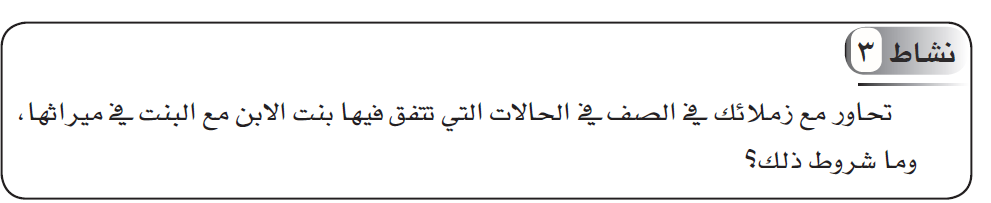 نشاط ٣
تحاور مع زملائك في الصف في الحالات التي تتفق فيها بنت الابن مع البنت في ميراثها،
وما شروط ذلك؟